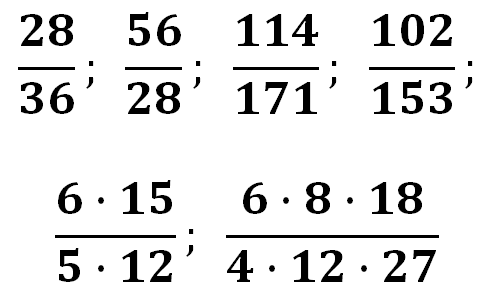 28/36; 56/28; 114/171; 102/153;
6 · 15/5 · 12; 6 · 8 · 18/4 · 12 · 27